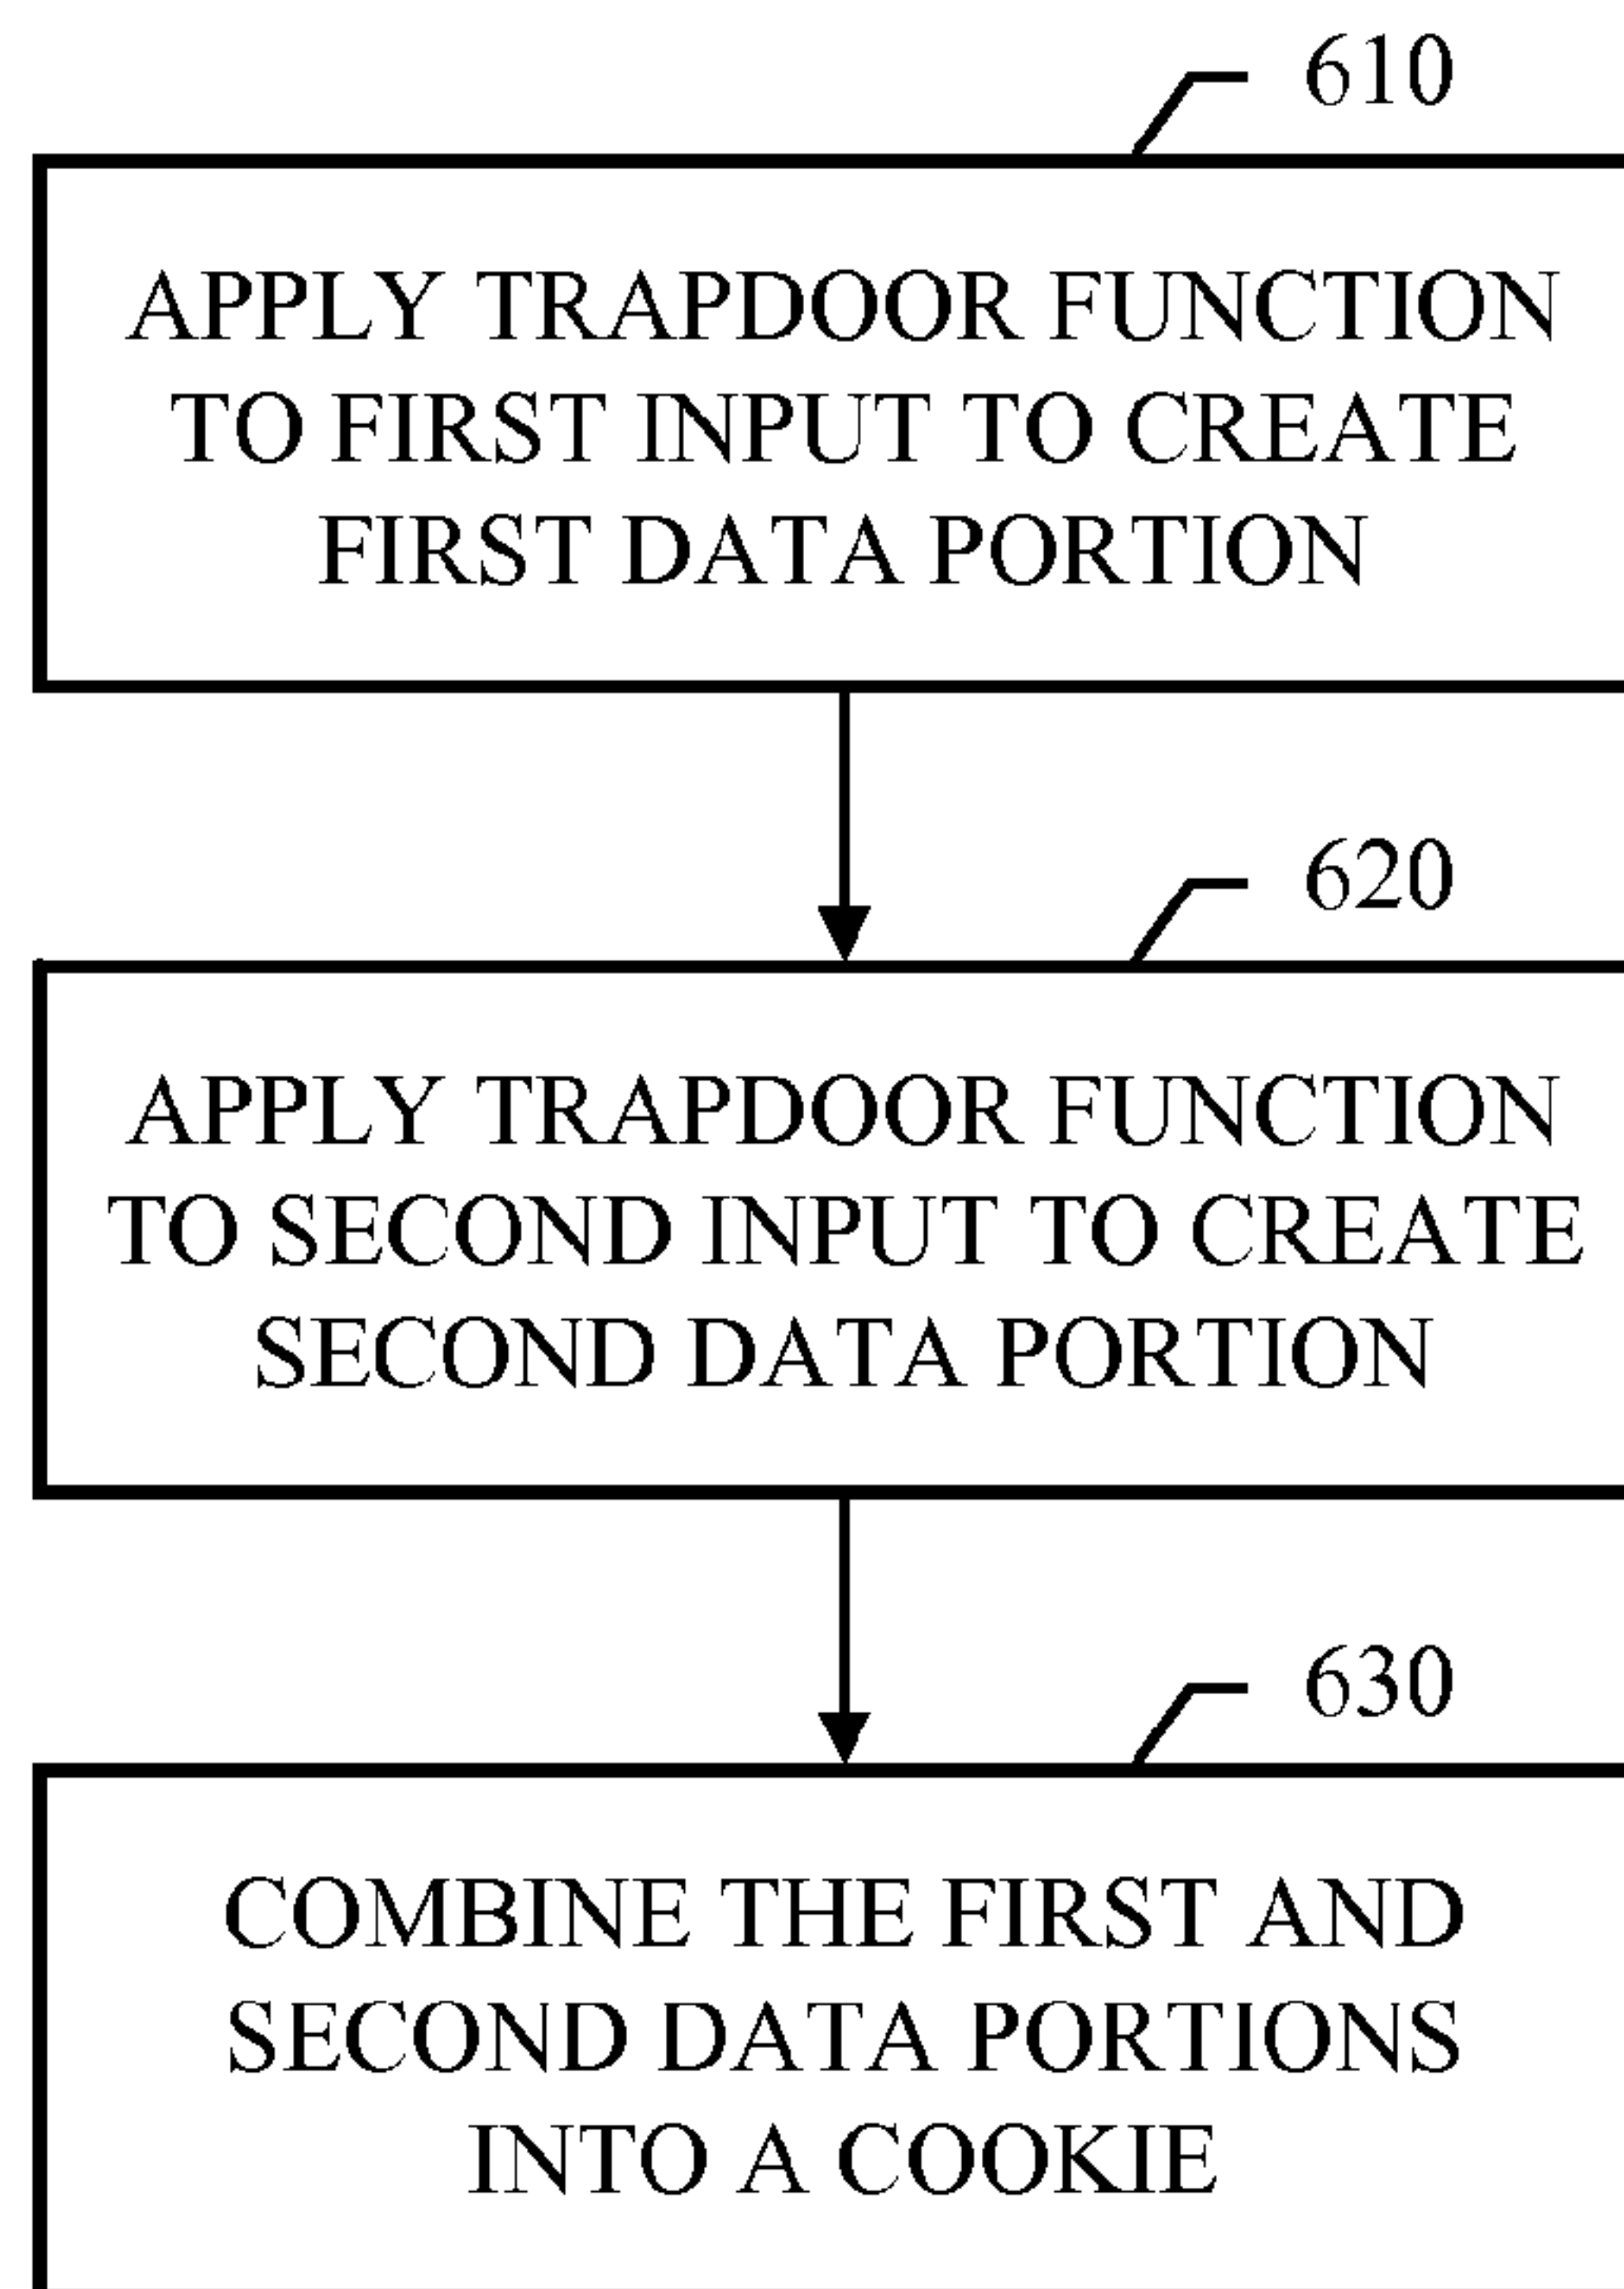 610
APPLY TRAPDOOR FUNCTION
TO FIRST INPUT TO CREATE
FIRST DATA PORTION
620
APPLY TRAPDOOR FUNCTION
TO SECOND INPUT TO CREATE
SECOND DATA PORTION
630
COMBINE THE FIRST AND
SECOND DATA PORTIONS
INTO A COOKIE